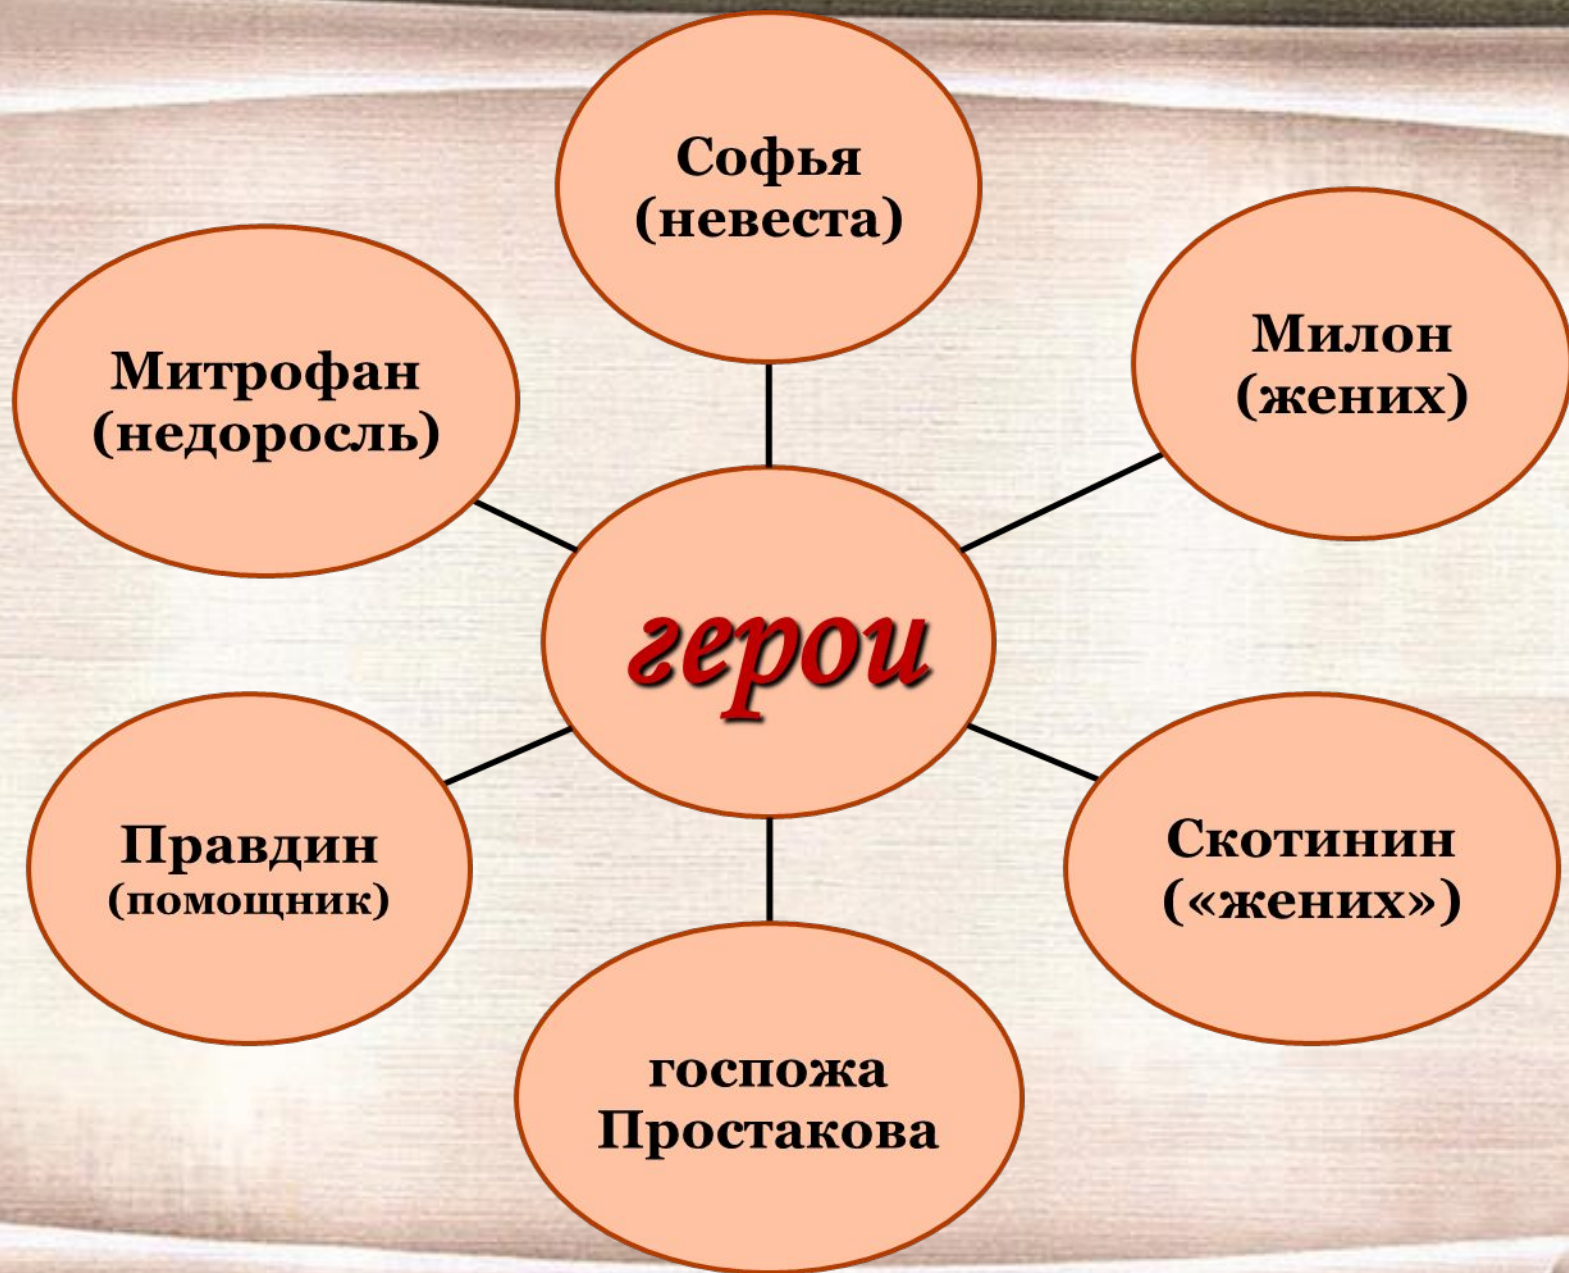 Софья
(невеста)
Милон
(жених)
Митрофан
(недоросль)
герои
Правдин
(помощник)
Скотинин
(«жених»)
госпожа
Простакова